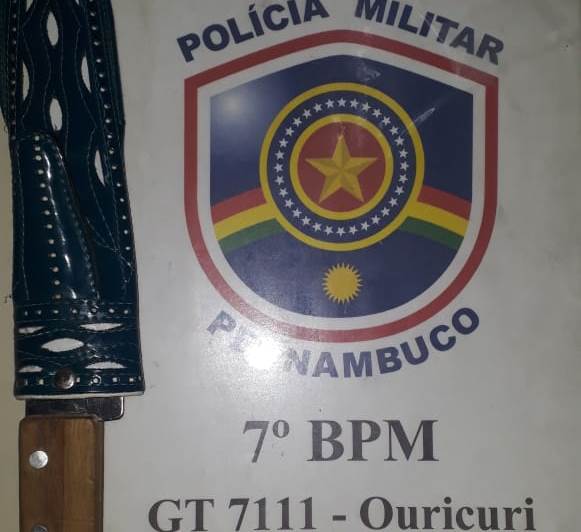 POLÍCIA MILITAR
PERNAMBUCO
7º BPM
GT 7111 - Ouricuri